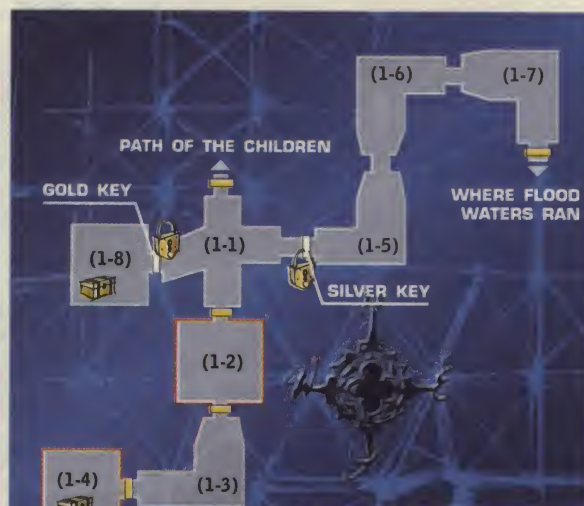 (1-6)
(1-7)
PATH OF THE CHILDREN
GOLD KEY
WHERE FLOOD
WATERS RAN
(1-8)
(1-1)
(1-5)
SILVER KEY
(1-2)
(1-4)
(1-3)